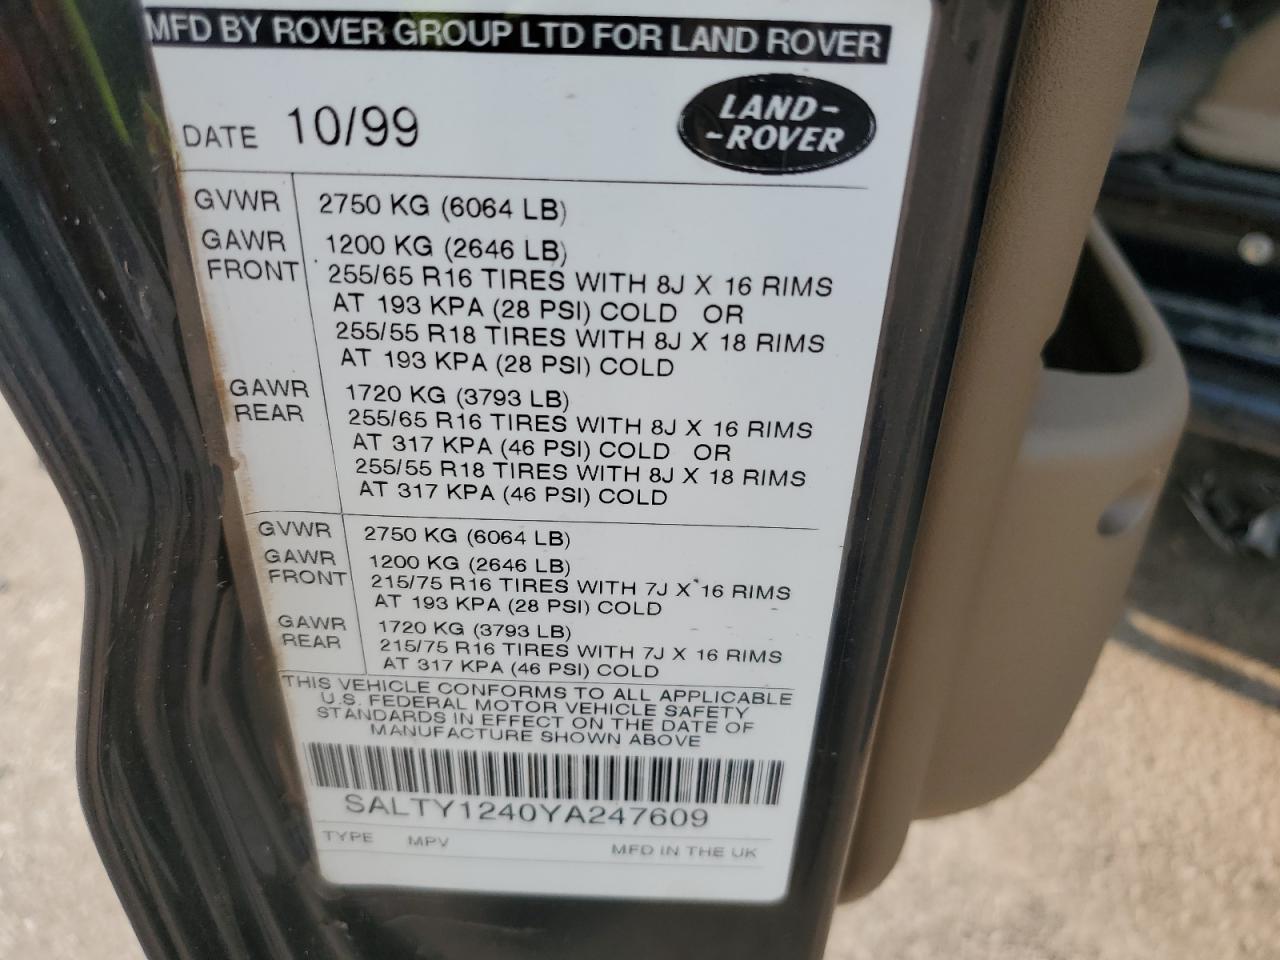 MFD BY ROVER GROUP LTD FOR LAND ROVER
DATE 10/99
LAND-
-ROVER
GVWR 2750 KG (6064 LB)
GAWR 1200 KG (2646 LB)
FRONT 255/65 R16 TIRES WITH 8J X 16 RIMS
AT 193 KPA (28 PSI) COLD OR
255/55 R18 TIRES WITH 8J X 18 RIMS
AT 193 KPA (28 PSI) COLD
GAWR 1720 KG (3793 LB)
REAR 255/65 R16 TIRES WITH 8J X 16 RIMS
AT 317 KPA (46 PSI) COLD OR
255/55 R18 TIRES WITH 8J X 18 RIMS
AT 317 KPA (46 PSI) COLD
GVWR 2750 KG (6064 LB)
GAWR 1200 KG (2646 LB)
FRONT 215/75 R16 TIRES WITH 7J X 16 RIMS
AT 193 KPA (28 PSI) COLD
GAWR 1720 KG (3793 LB)
REAR 215/75 R16 TIRES WITH 7J X 16 RIMS
AT 317 KPA (46 PSI) COLD
THIS VEHICLE CONFORMS TO ALL APPLICABLE
U.S. FEDERAL MOTOR VEHICLE SAFETY
STANDARDS IN EFFECT ON THE DATE OF
MANUFACTURE SHOWN ABOVE
SALTY1240YA247609
TYPE MPV MFD IN THE UK